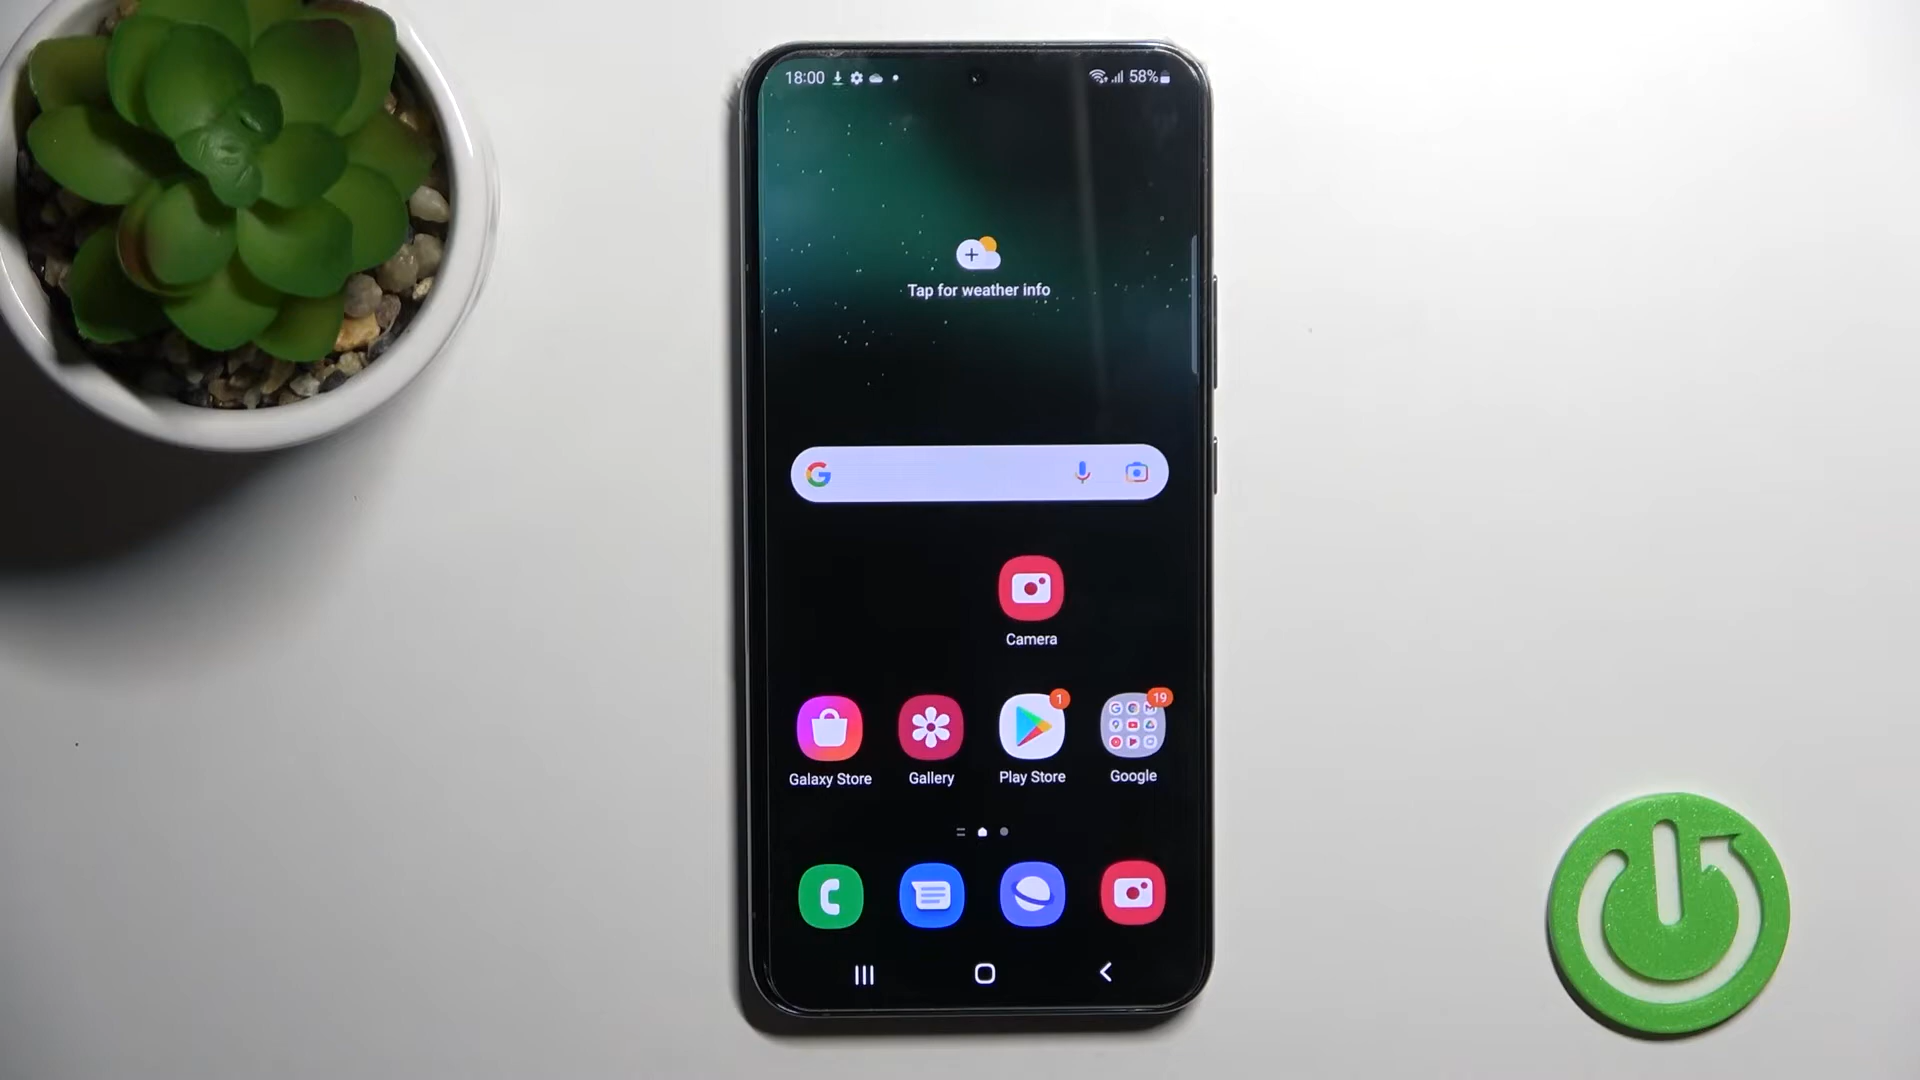 18:00
58%
Tap for weather info
G
Camera
1
19
Galaxy Store
Gallery
Play Store
Google